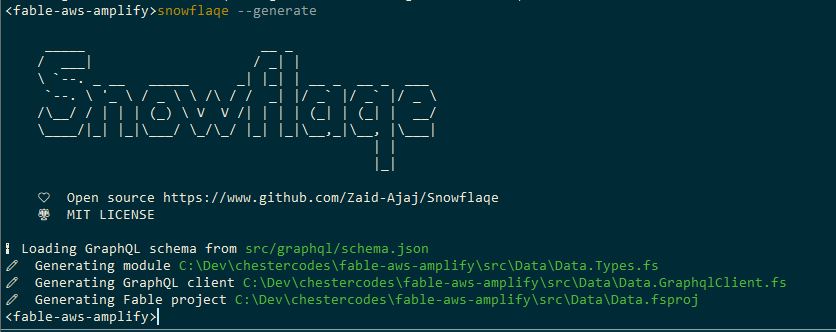 <fable-aws-amplify>snowflaqe --generate
Snowflaqe
Open source https://www.github.com/Zaid-Ajaj/Snowflaqe
MIT LICENSE
Loading GraphQL schema from src/graphql/schema.json
Generating module C:\Dev\chestercodes\fable-aws-amplify\src\Data\Data.Types.fs
Generating GraphQL client C:\Dev\chestercodes\fable-aws-amplify\src\Data\Data.GraphqlClient.fs
Generating Fable project C:\Dev\chestercodes\fable-aws-amplify\src\Data\Data.fsproj
<fable-aws-amplify>